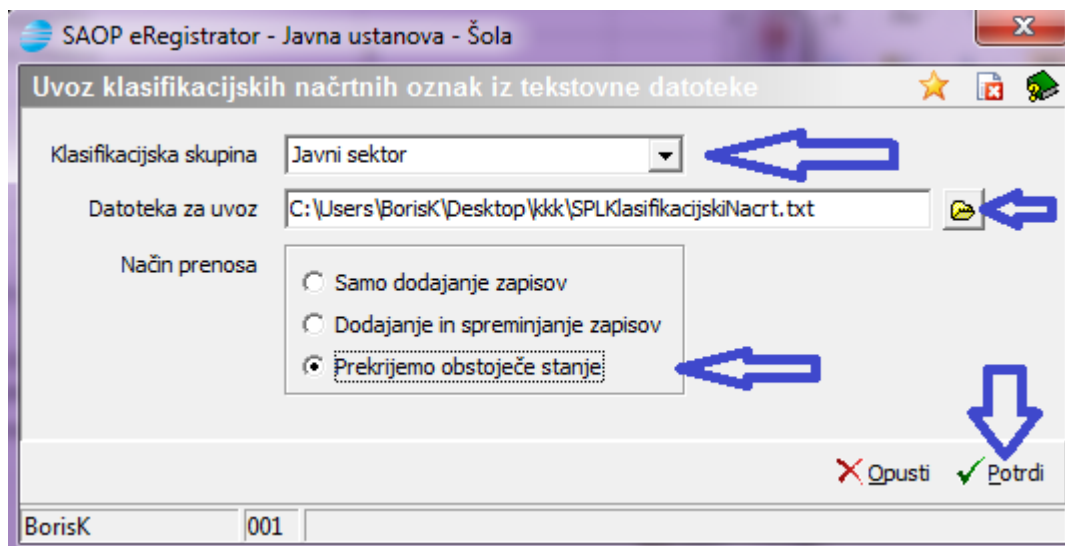 SAOP eRegistrator - Javna ustanova - Šola
Uvoz klasifikacijskih načrtnih oznak iz tekstovne datoteke
Klasifikacijska skupina Javni sektor
Datoteka za uvoz C:\Users\BorisK\Desktop\kkk\SPLKlasifikacijskiNacrt.txt
Način prenosa
Samo dodajanje zapisov
Dodajanje in spreminjanje zapisov
Prekrijemo obstoječe stanje
Opusti Potrdi
BorisK 001